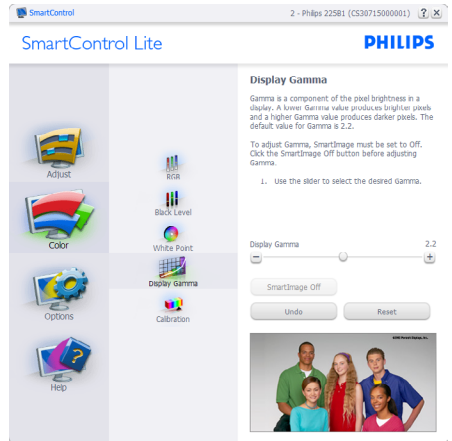 SmartControl
2 - Philips 225B1 (CS30715000001)
?
SmartControl Lite
PHILIPS
Adjust
Color
Options
Help
RGB
Black Level
White Point
Display Gamma
Calibration
Display Gamma
Gamma is a component of the pixel brightness in a
display. A lower Gamma value produces brighter pixels
and a higher Gamma value produces darker pixels. The
default value for Gamma is 2.2.
To adjust Gamma, SmartImage must be set to Off.
Click the SmartImage Off button before adjusting
Gamma.
1. Use the slider to select the desired Gamma.
Display Gamma 2.2
SmartImage Off
Undo Reset